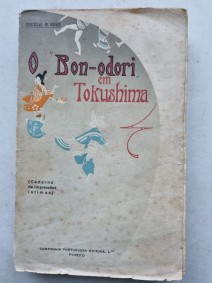 O "Bon-odori
em
Tokushima
(Caderno
de impressões
íntimas)
COMPANHIA PORTUGUESA EDITORA, L.DA
PORTO